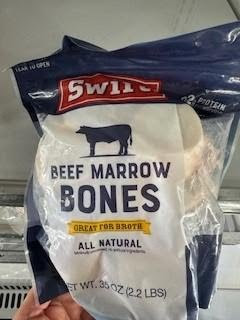 TEAR TO OPEN
Swift
PROTEIN
BEEF MARROW
BONES
GREAT FOR BROTH
ALL NATURAL
ET WT. 35 OZ (2.2 LBS)